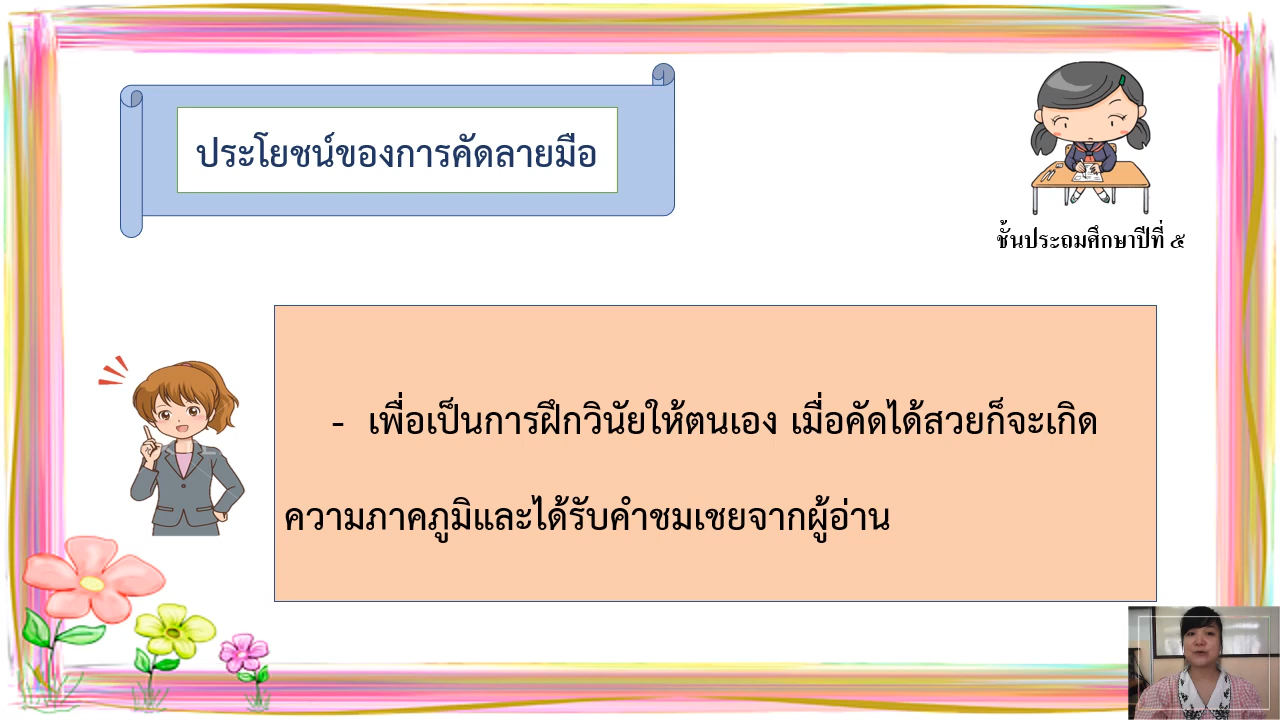 ประโยชน์ของการคัดลายมือ
ชั้นประถมศึกษาปีที่ ๕
- เพื่อเป็นการฝึกวินัยให้ตนเอง เมื่อคัดได้สวยก็จะเกิด
ความภาคภูมิและได้รับคำชมเชยจากผู้อ่าน